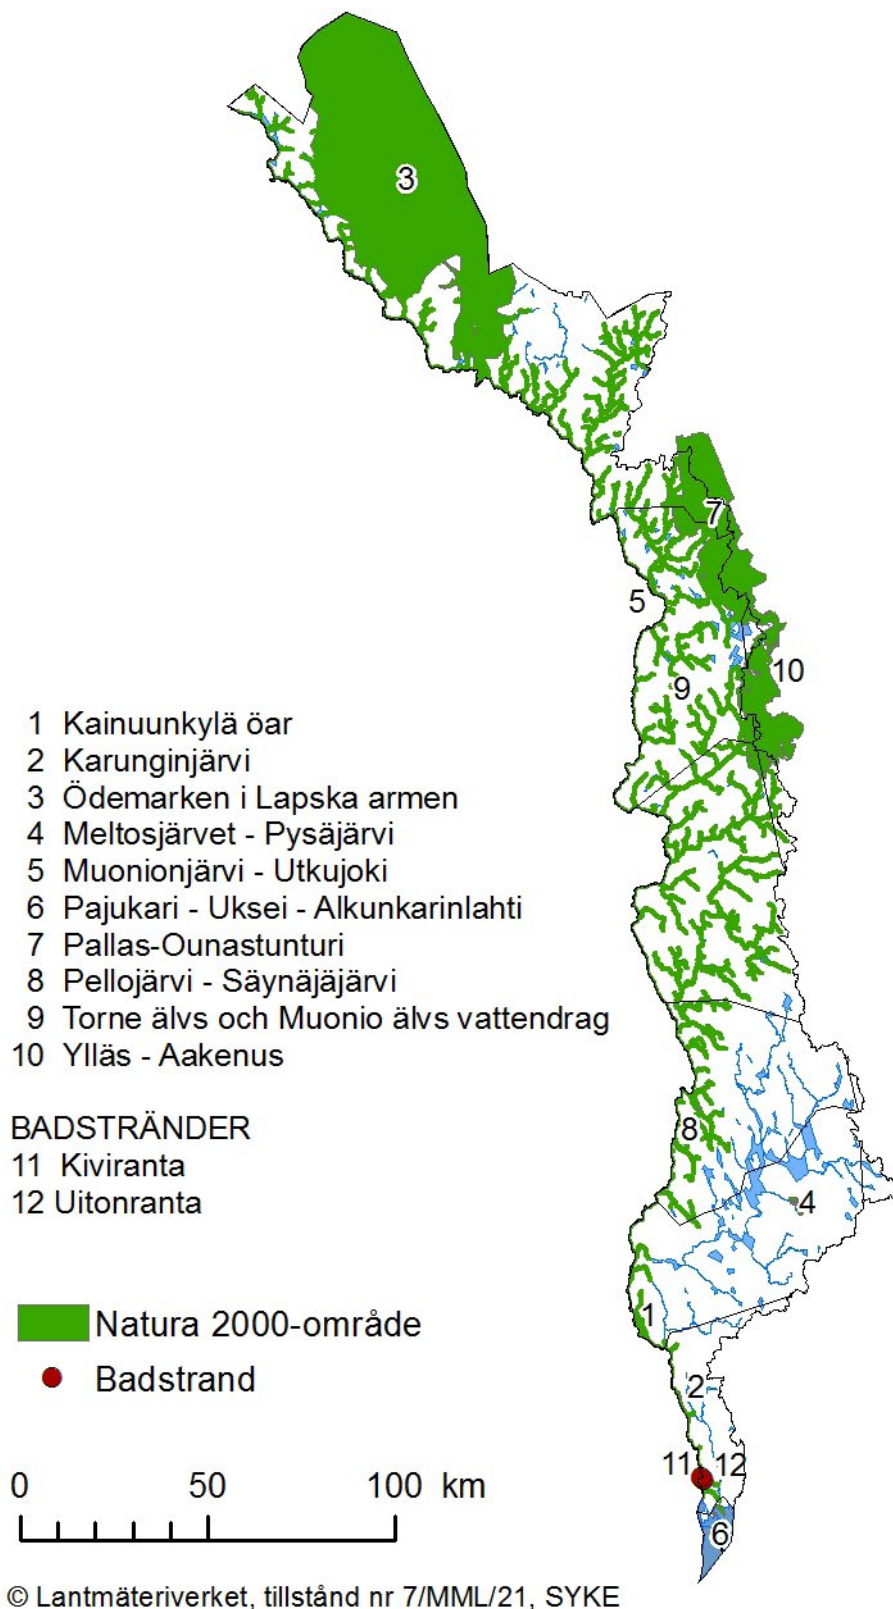 3
7
5
10
9
1 Kainuunkylä öar
2 Karunginjärvi
3 Ödemarken i Lapska armen
4 Meltosjärvet - Pysäjärvi
5 Muonionjärvi - Utkujoki
6 Pajukari - Uksei - Alkunkarinlahti
7 Pallas-Ounastunturi
8 Pellojärvi - Säynäjäjärvi
9 Torne älvs och Muonio älvs vattendrag
10 Ylläs - Aakenus
BADSTRÄNDER
11 Kiviranta
12 Uitonranta
8
4
1
Natura 2000-område
Badstrand
2
11 12
0 50 100 km
6
© Lantmäteriverket, tillstånd nr 7/MML/21, SYKE